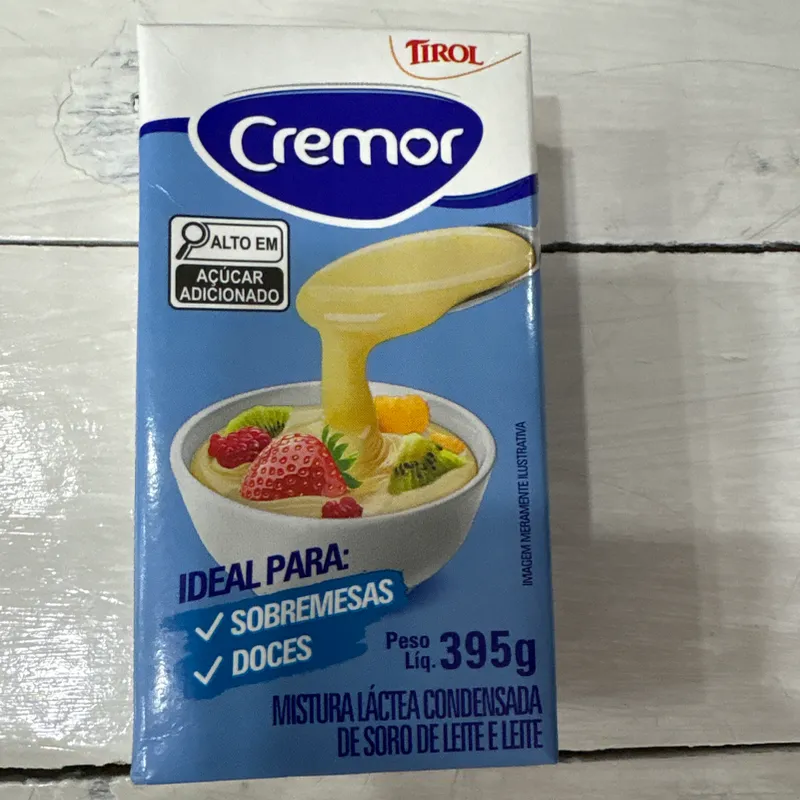 TIROL
Cremor
ALTO EM
AÇÚCAR
ADICIONADO
IDEAL PARA:
SOBREMESAS
DOCES
Peso
Líq. 395g
MISTURA LÁCTEA CONDENSADA
DE SORO DE LEITE E LEITE
IMAGEM MERAMENTE ILUSTRATIVA